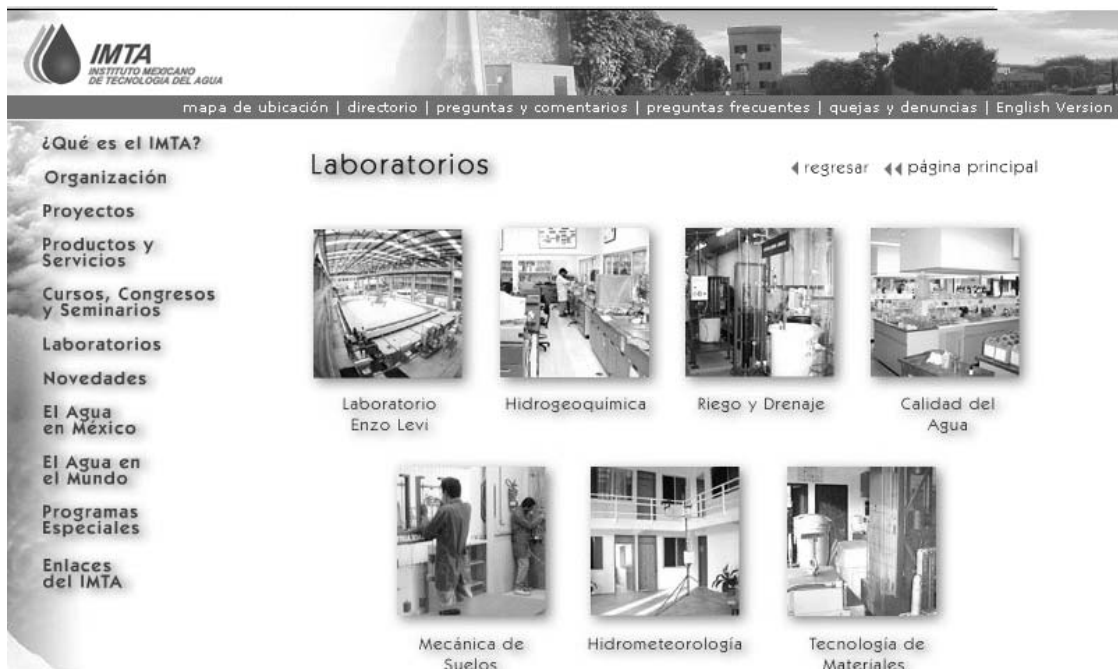 IMTA
INSTITUTO MEXICANO
DE TECNOLOGÍA DEL AGUA
mapa de ubicación | directorio | preguntas y comentarios | preguntas frecuentes | quejas y denuncias | English Version
¿Qué es el IMTA?
Organización
Proyectos
Productos y
Servicios
Cursos, Congresos
y Seminarios
Laboratorios
Novedades
El Agua
en México
El Agua en
el Mundo
Programas
Especiales
Enlaces
del IMTA
Laboratorios
regresar
página principal
Laboratorio
Enzo Levi
Hidrogeoquímica
Riego y Drenaje
Calidad del
Agua
Mecánica de
Suelos
Hidrometeorología
Tecnología de
Materiales